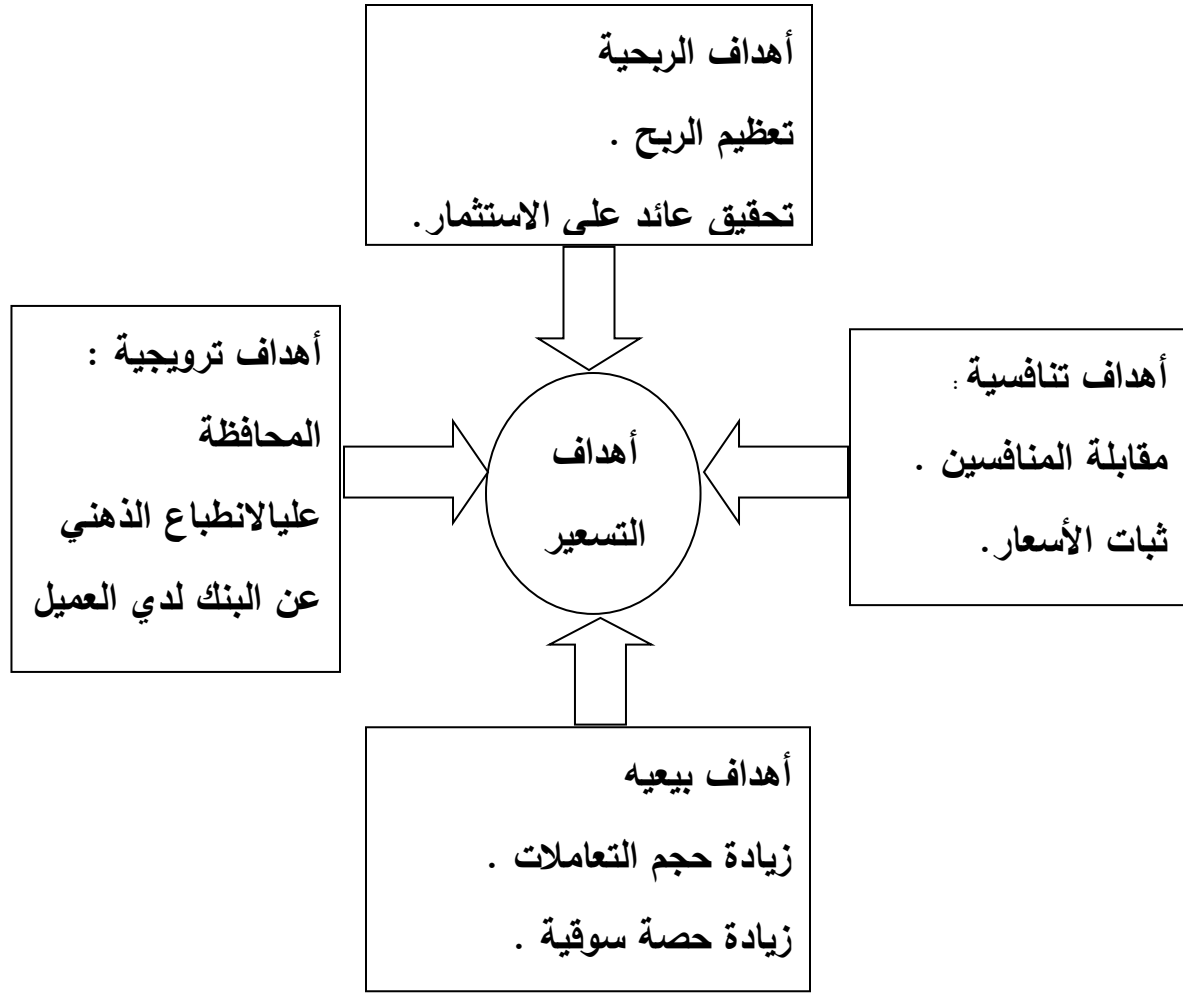 أهداف الربحية
تعظيم الربح .
تحقيق عائد على الاستثمار.
أهداف تنافسية :
مقابلة المنافسين .
ثبات الأسعار.
أهداف
التسعير
أهداف ترويجية :
المحافظة
عليالانطباع الذهني
عن البنك لدي العميل
أهداف بيعيه
زيادة حجم التعاملات .
زيادة حصة سوقية .